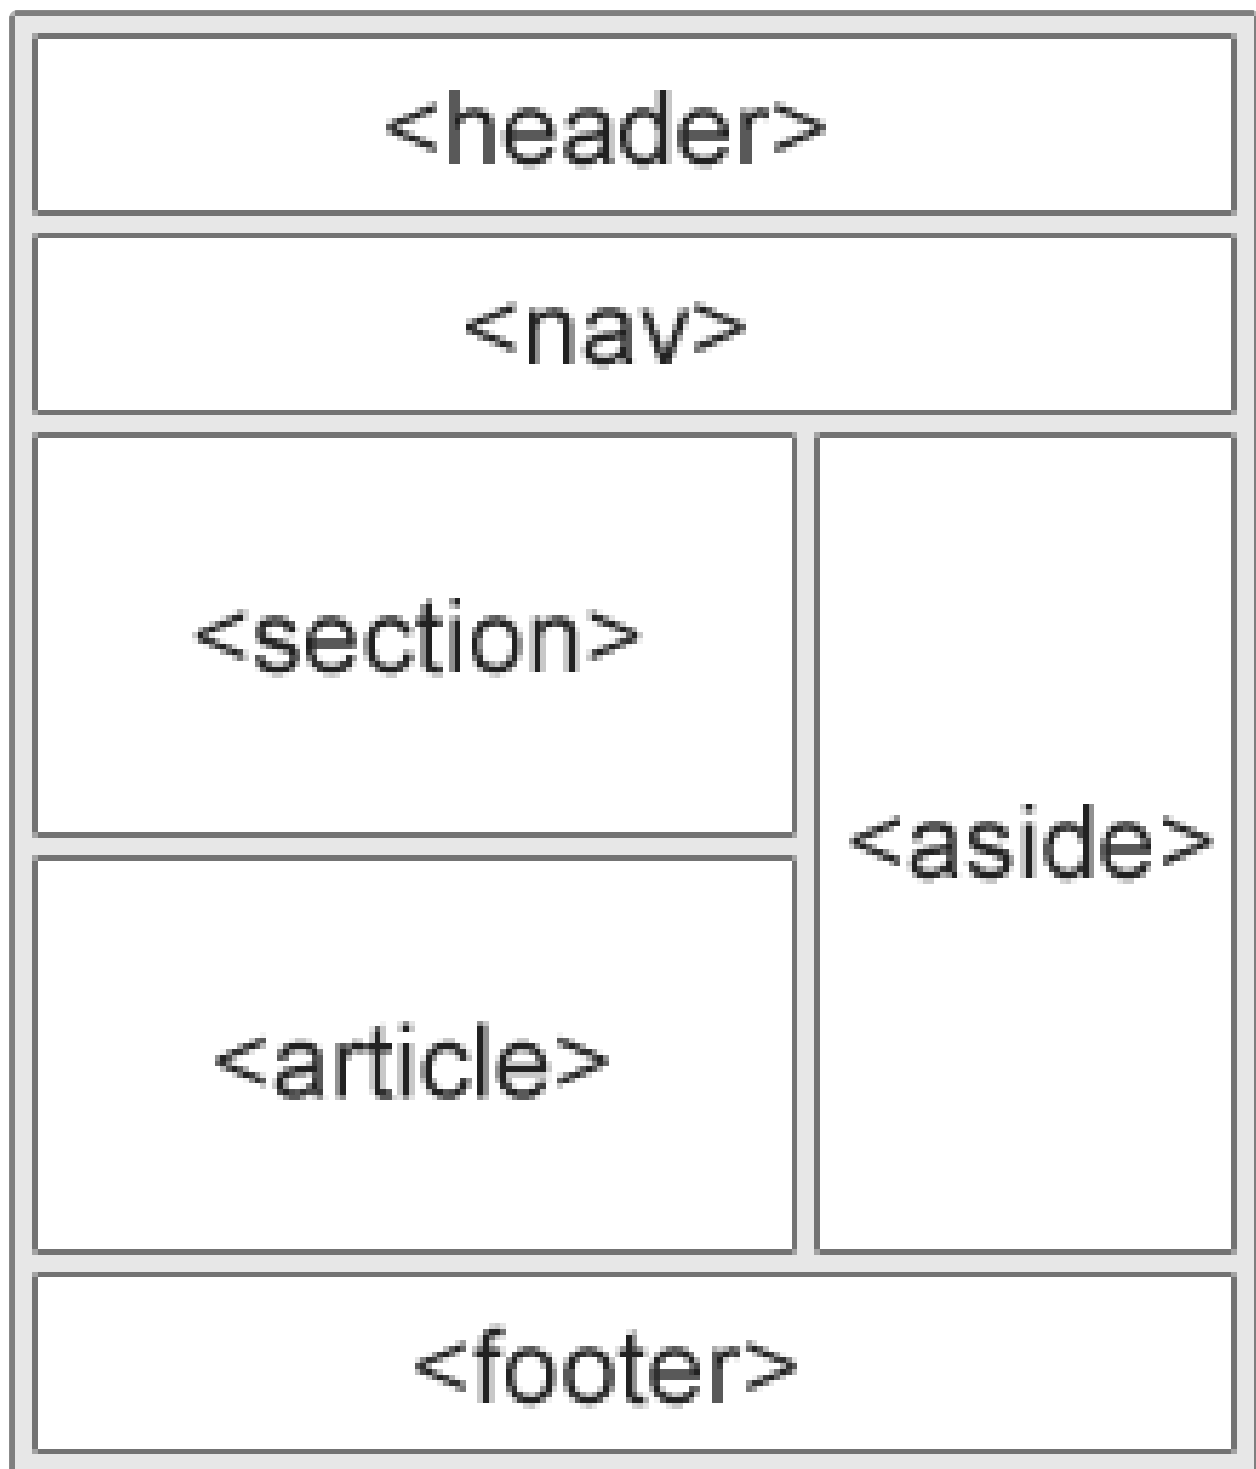 <header>
<nav>
<section>
<aside>
<article>
<footer>